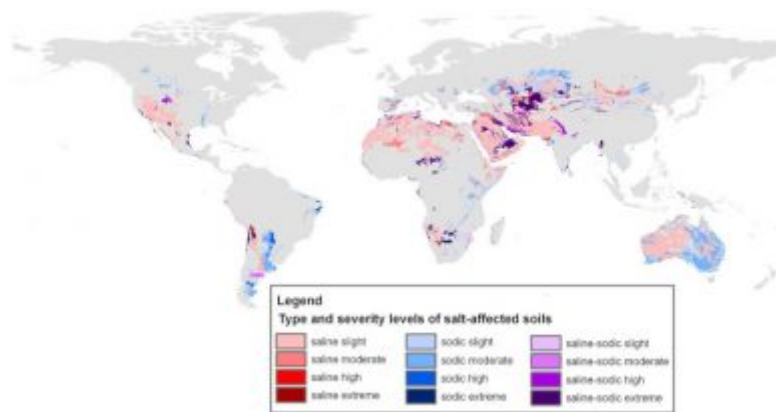 Legend
Type and severity levels of salt-affected soils
saline slight sodic slight saline-sodic slight
saline moderate sodic moderate saline-sodic moderate
saline high sodic high saline-sodic high
saline extreme sodic extreme saline-sodic extreme